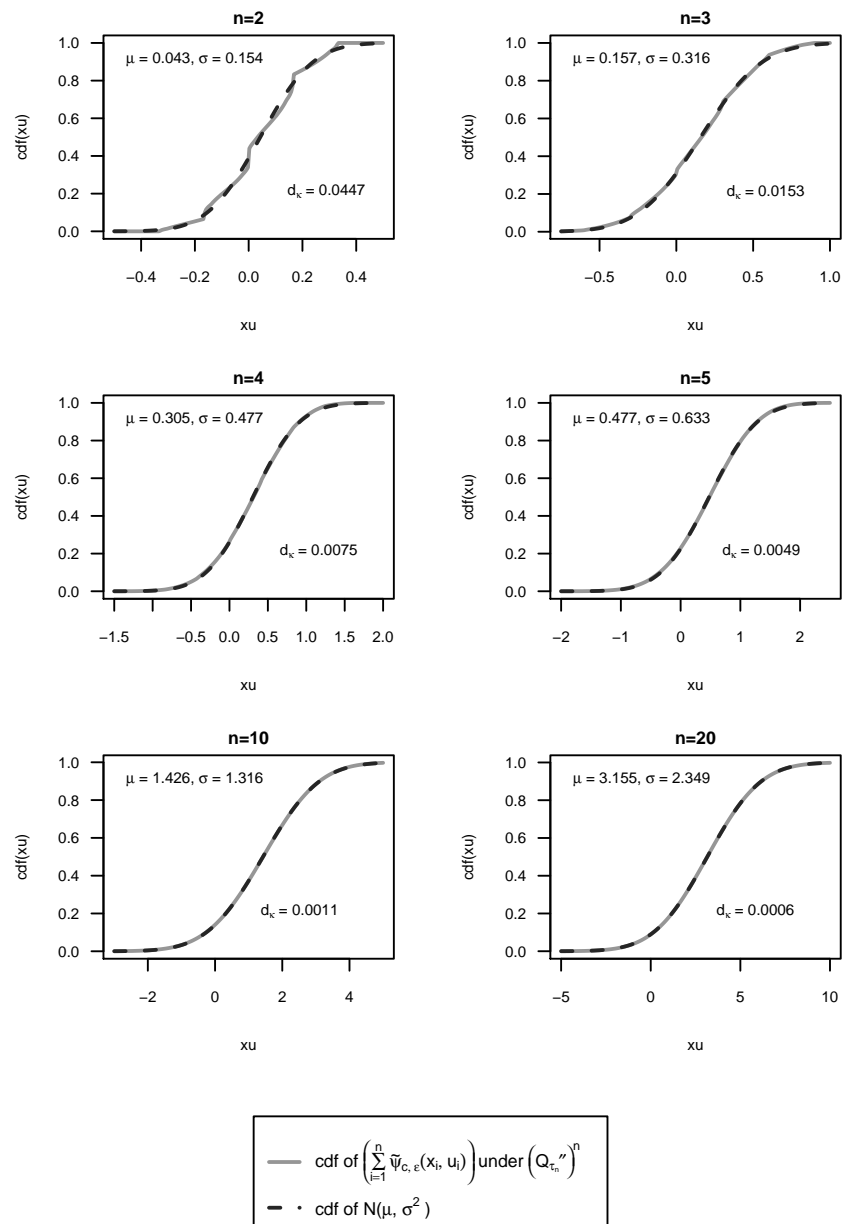 n=2
1.0
0.8
0.6
0.4
0.2
0.0
cdf(xu)
μ = 0.043, σ = 0.154
dκ = 0.0447
−0.4 −0.2 0.0 0.2 0.4
xu
n=3
1.0
0.8
0.6
0.4
0.2
0.0
cdf(xu)
μ = 0.157, σ = 0.316
dκ = 0.0153
−0.5 0.0 0.5 1.0
xu
n=4
1.0
0.8
0.6
0.4
0.2
0.0
cdf(xu)
μ = 0.305, σ = 0.477
dκ = 0.0075
−1.5 −0.5 0.0 0.5 1.0 1.5 2.0
xu
n=5
1.0
0.8
0.6
0.4
0.2
0.0
cdf(xu)
μ = 0.477, σ = 0.633
dκ = 0.0049
−2 −1 0 1 2
xu
n=10
1.0
0.8
0.6
0.4
0.2
0.0
cdf(xu)
μ = 1.426, σ = 1.316
dκ = 0.0011
−2 0 2 4
xu
n=20
1.0
0.8
0.6
0.4
0.2
0.0
cdf(xu)
μ = 3.155, σ = 2.349
dκ = 0.0006
−5 0 5 10
xu
cdf of (∑_{i=1}^{n} ψ̃_{c, ε}(x_i, u_i)) under (Q_{τ_n}″)^n
cdf of N(μ, σ² )